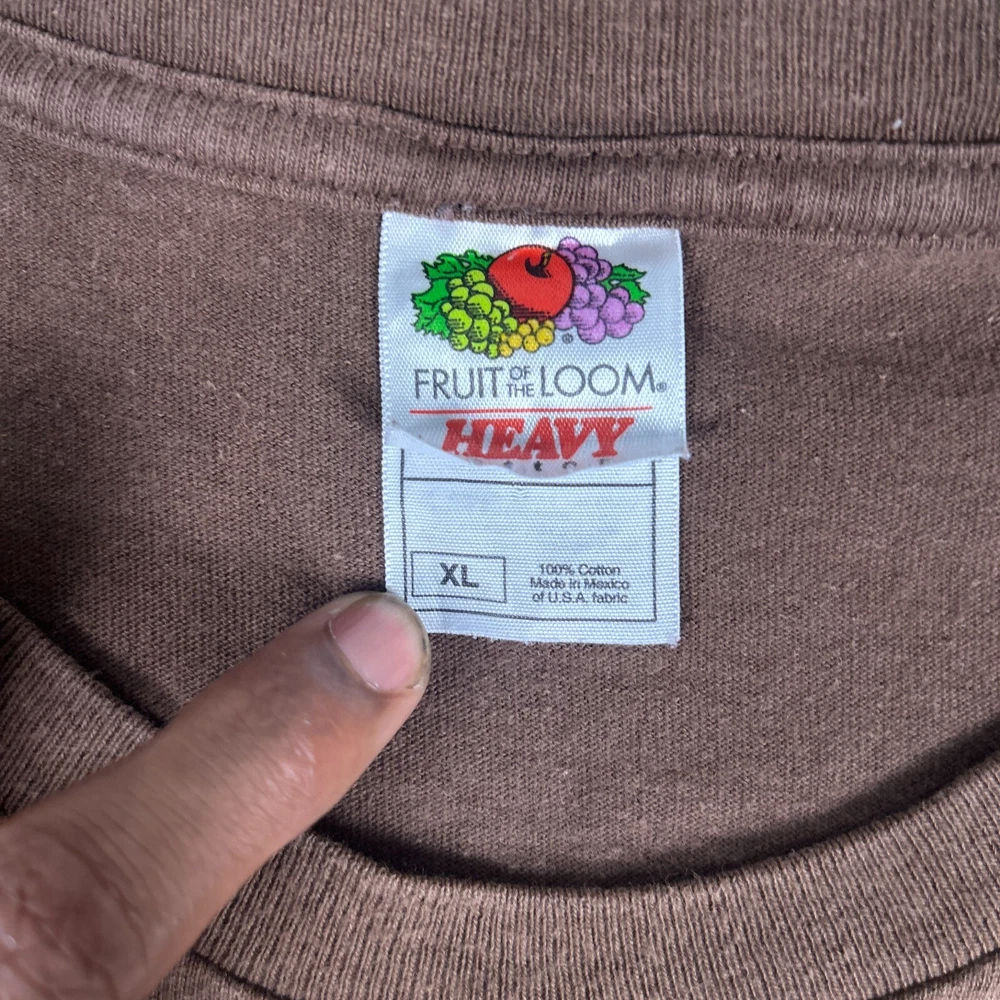 FRUIT OF THE LOOM®
HEAVY
XL
100% Cotton
Made in Mexico
of U.S.A. fabric